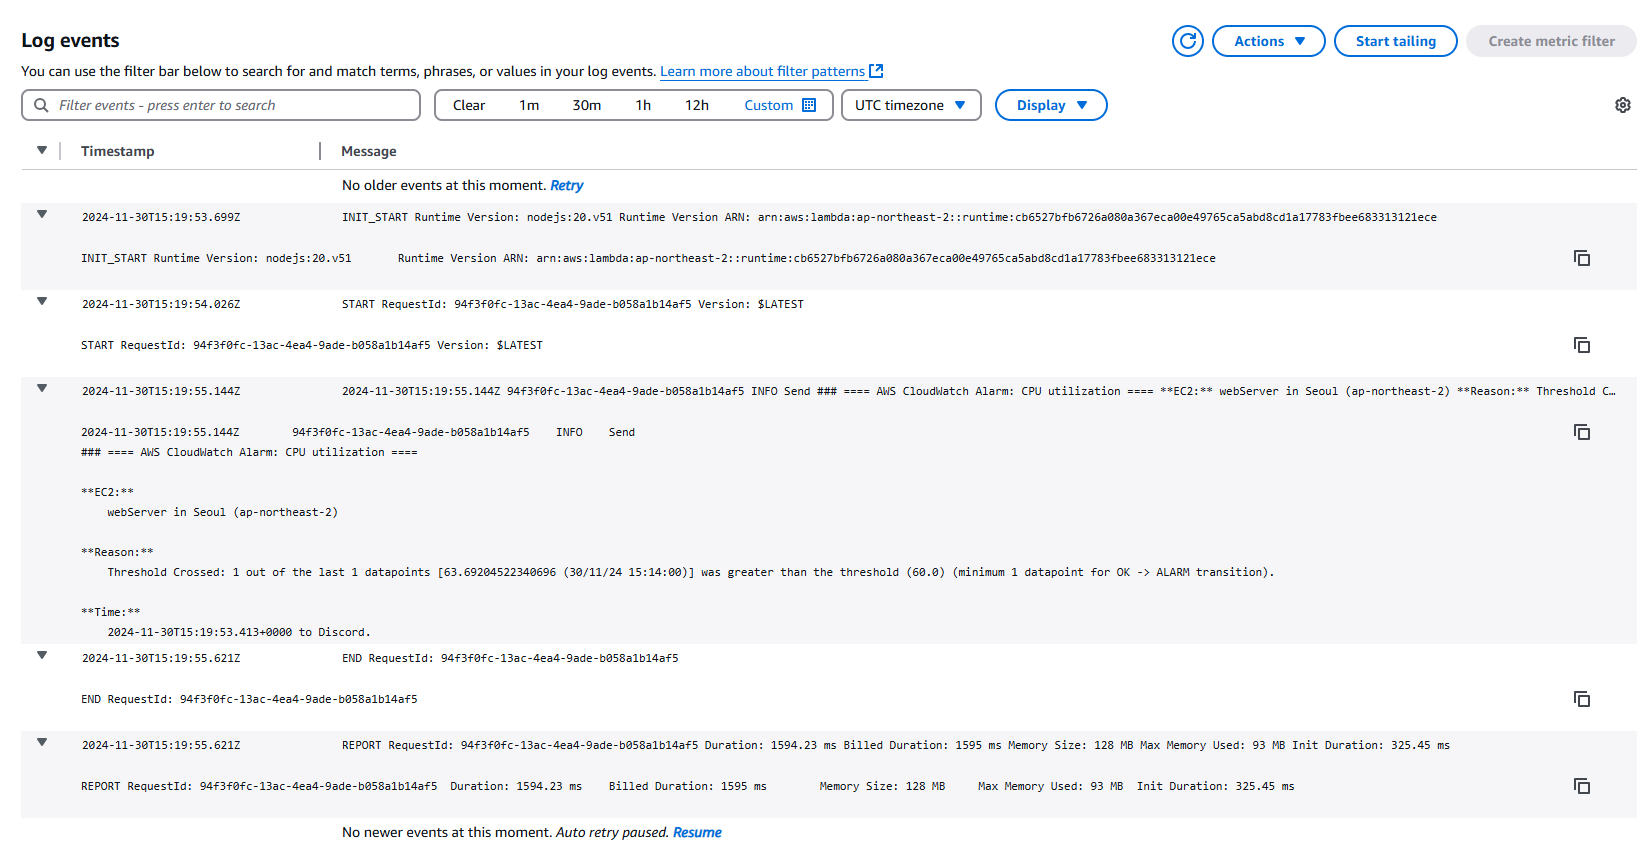 Log events
Actions
Start tailing
Create metric filter
You can use the filter bar below to search for and match terms, phrases, or values in your log events. Learn more about filter patterns
Filter events - press enter to search
Clear 1m 30m 1h 12h Custom
UTC timezone
Display
Timestamp Message
No older events at this moment. Retry
2024-11-30T15:19:53.699Z INIT_START Runtime Version: nodejs:20.v51 Runtime Version ARN: arn:aws:lambda:ap-northeast-2::runtime:cb6527bfb6726a080a367eca00e49765ca5abd8cd1a17783fbee683313121ece
INIT_START Runtime Version: nodejs:20.v51 Runtime Version ARN: arn:aws:lambda:ap-northeast-2::runtime:cb6527bfb6726a080a367eca00e49765ca5abd8cd1a17783fbee683313121ece
2024-11-30T15:19:54.026Z START RequestId: 94f3f0fc-13ac-4ea4-9ade-b058a1b14af5 Version: $LATEST
START RequestId: 94f3f0fc-13ac-4ea4-9ade-b058a1b14af5 Version: $LATEST
2024-11-30T15:19:55.144Z 2024-11-30T15:19:55.144Z 94f3f0fc-13ac-4ea4-9ade-b058a1b14af5 INFO Send ### ==== AWS CloudWatch Alarm: CPU utilization ==== **EC2:** webServer in Seoul (ap-northeast-2) **Reason:** Threshold C…
2024-11-30T15:19:55.144Z 94f3f0fc-13ac-4ea4-9ade-b058a1b14af5 INFO Send
### ==== AWS CloudWatch Alarm: CPU utilization ====
**EC2:**
webServer in Seoul (ap-northeast-2)
**Reason:**
Threshold Crossed: 1 out of the last 1 datapoints [63.69204522340696 (30/11/24 15:14:00)] was greater than the threshold (60.0) (minimum 1 datapoint for OK -> ALARM transition).
**Time:**
2024-11-30T15:19:53.413+0000 to Discord.
2024-11-30T15:19:55.621Z END RequestId: 94f3f0fc-13ac-4ea4-9ade-b058a1b14af5
END RequestId: 94f3f0fc-13ac-4ea4-9ade-b058a1b14af5
2024-11-30T15:19:55.621Z REPORT RequestId: 94f3f0fc-13ac-4ea4-9ade-b058a1b14af5 Duration: 1594.23 ms Billed Duration: 1595 ms Memory Size: 128 MB Max Memory Used: 93 MB Init Duration: 325.45 ms
REPORT RequestId: 94f3f0fc-13ac-4ea4-9ade-b058a1b14af5 Duration: 1594.23 ms Billed Duration: 1595 ms Memory Size: 128 MB Max Memory Used: 93 MB Init Duration: 325.45 ms
No newer events at this moment. Auto retry paused. Resume